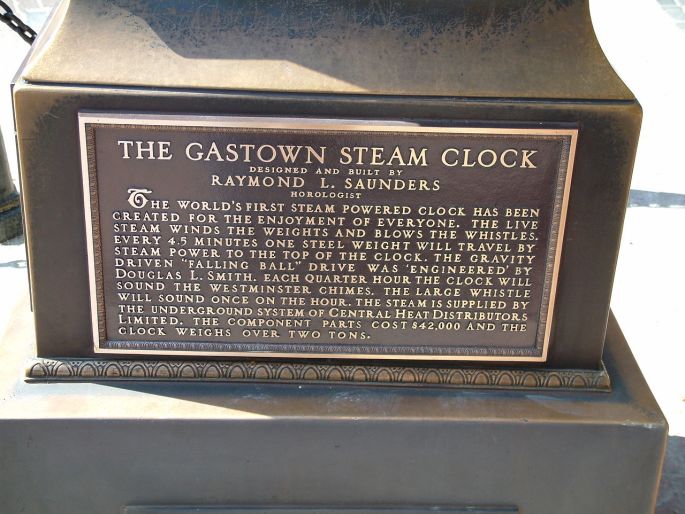 THE GASTOWN STEAM CLOCK
DESIGNED AND BUILT BY
RAYMOND L. SAUNDERS
HOROLOGIST
THE WORLD'S FIRST STEAM POWERED CLOCK HAS BEEN
CREATED FOR THE ENJOYMENT OF EVERYONE. THE LIVE
STEAM WINDS THE WEIGHTS AND BLOWS THE WHISTLES.
EVERY 4.5 MINUTES ONE STEEL WEIGHT WILL TRAVEL BY
STEAM POWER TO THE TOP OF THE CLOCK. THE GRAVITY
DRIVEN "FALLING BALL" DRIVE WAS 'ENGINEERED' BY
DOUGLAS L. SMITH. EACH QUARTER HOUR THE CLOCK WILL
SOUND THE WESTMINSTER CHIMES. THE LARGE WHISTLE
WILL SOUND ONCE ON THE HOUR. THE STEAM IS SUPPLIED BY
THE UNDERGROUND SYSTEM OF CENTRAL HEAT DISTRIBUTORS
LIMITED. THE COMPONENT PARTS COST $42,000 AND THE
CLOCK WEIGHS OVER TWO TONS.